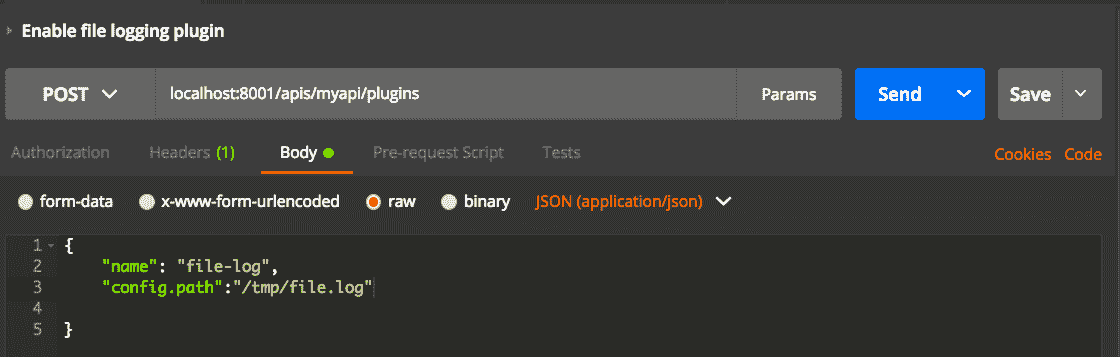 Enable file logging plugin
POST localhost:8001/apis/myapi/plugins Params Send Save
Authorization Headers (1) Body Pre-request Script Tests Cookies Code
form-data x-www-form-urlencoded raw binary JSON (application/json)
1 {
2 "name": "file-log",
3 "config.path":"/tmp/file.log"
4
5 }